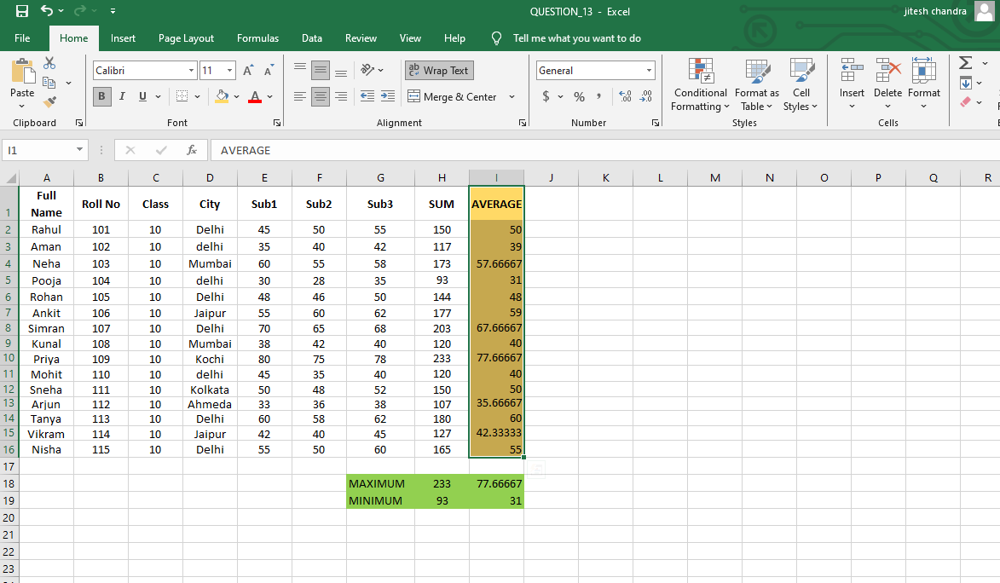 QUESTION_13 - Excel
jitesh chandra
File Home Insert Page Layout Formulas Data Review View Help Tell me what you want to do
Paste
Clipboard
Calibri 11 A A
B I U A
Font
ab Wrap Text
Merge & Center
Alignment
General
$ % , .00 .00
Number
Conditional Formatting
Format as Table
Cell Styles
Styles
Insert Delete Format
Cells
Σ
I1 fx AVERAGE
A B C D E F G H I J K L M N O P Q R
1 Full Name Roll No Class City Sub1 Sub2 Sub3 SUM AVERAGE
2 Rahul 101 10 Delhi 45 50 55 150 50
3 Aman 102 10 delhi 35 40 42 117 39
4 Neha 103 10 Mumbai 60 55 58 173 57.66667
5 Pooja 104 10 delhi 30 28 35 93 31
6 Rohan 105 10 Delhi 48 46 50 144 48
7 Ankit 106 10 Jaipur 55 60 62 177 59
8 Simran 107 10 Delhi 70 65 68 203 67.66667
9 Kunal 108 10 Mumbai 38 42 40 120 40
10 Priya 109 10 Kochi 80 75 78 233 77.66667
11 Mohit 110 10 delhi 45 35 40 120 40
12 Sneha 111 10 Kolkata 50 48 52 150 50
13 Arjun 112 10 Ahmeda 33 36 38 107 35.66667
14 Tanya 113 10 Delhi 60 58 62 180 60
15 Vikram 114 10 Jaipur 42 40 45 127 42.33333
16 Nisha 115 10 Delhi 55 50 60 165 55
17
18 MAXIMUM 233 77.66667
19 MINIMUM 93 31
20
21
22
23